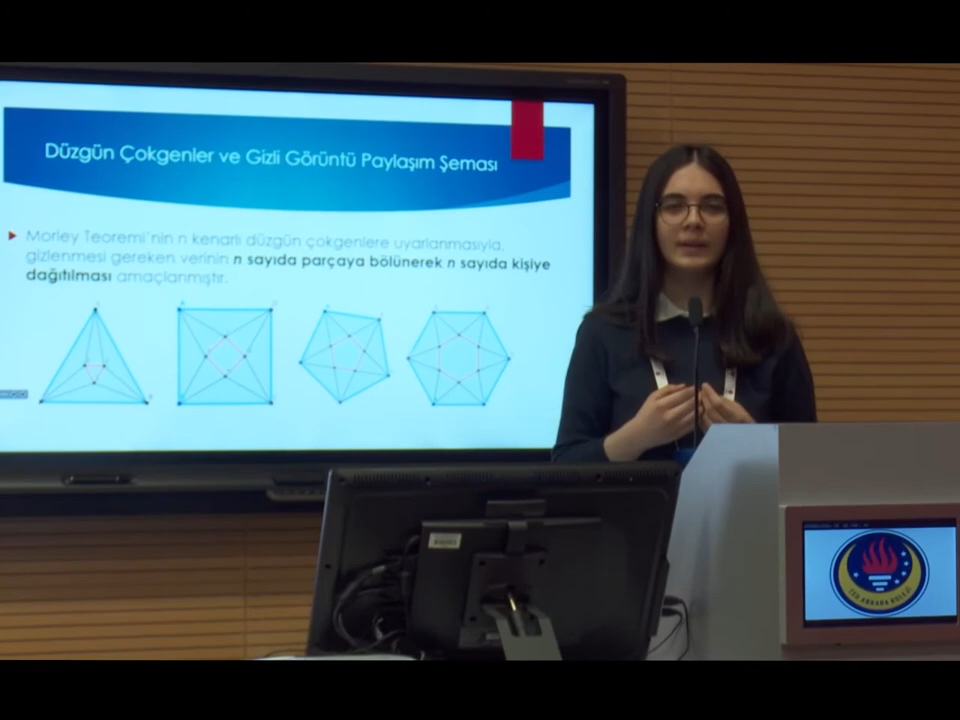 Düzgün Çokgenler ve Gizli Görüntü Paylaşım Şeması
Morley Teoremi'nin n kenarlı düzgün çokgenlere uyarlanmasıyla,
gizlenmesi gereken verinin n sayıda parçaya bölünerek n sayıda kişiye
dağıtılması amaçlanmıştır.
TED ANKARA KOLEJİ